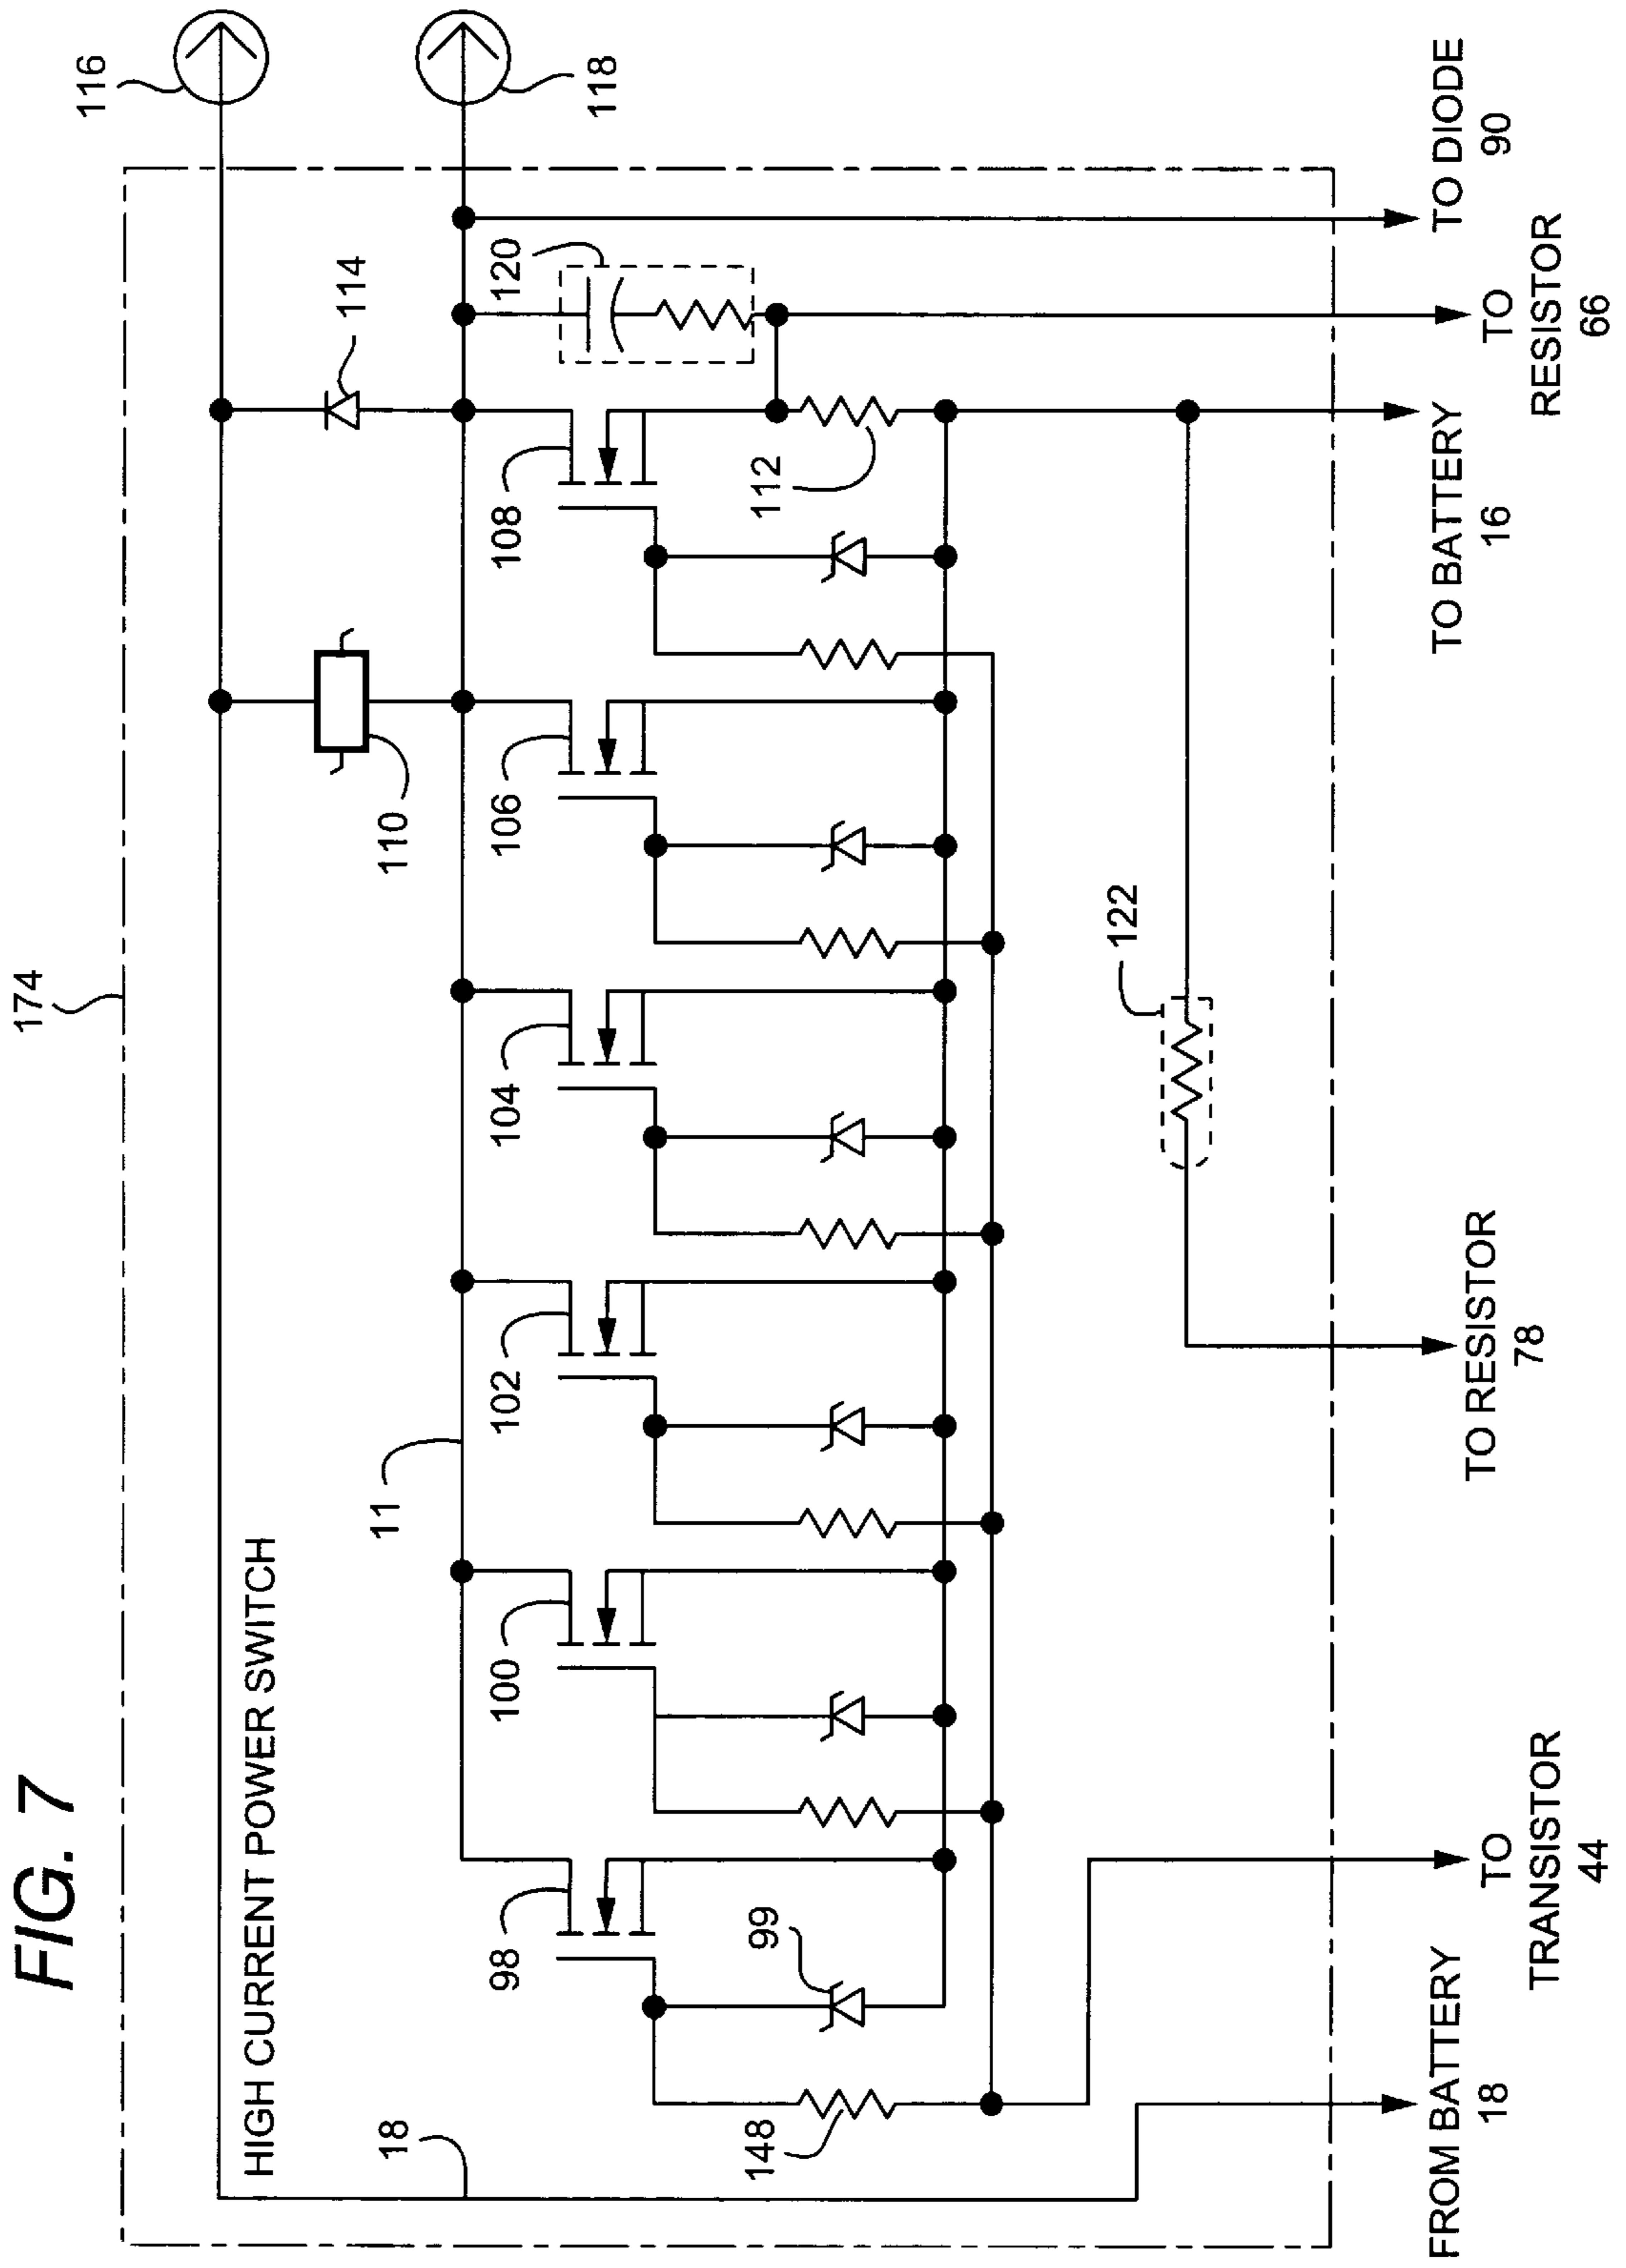 FIG. 7
174
116
118
HIGH CURRENT POWER SWITCH
18
11
110
114
98
100
102
104
106
108
120
99
148
112
122
FROM BATTERY
18
TO
TRANSISTOR
44
TO RESISTOR
78
TO BATTERY
16
TO
RESISTOR
66
TO DIODE
90